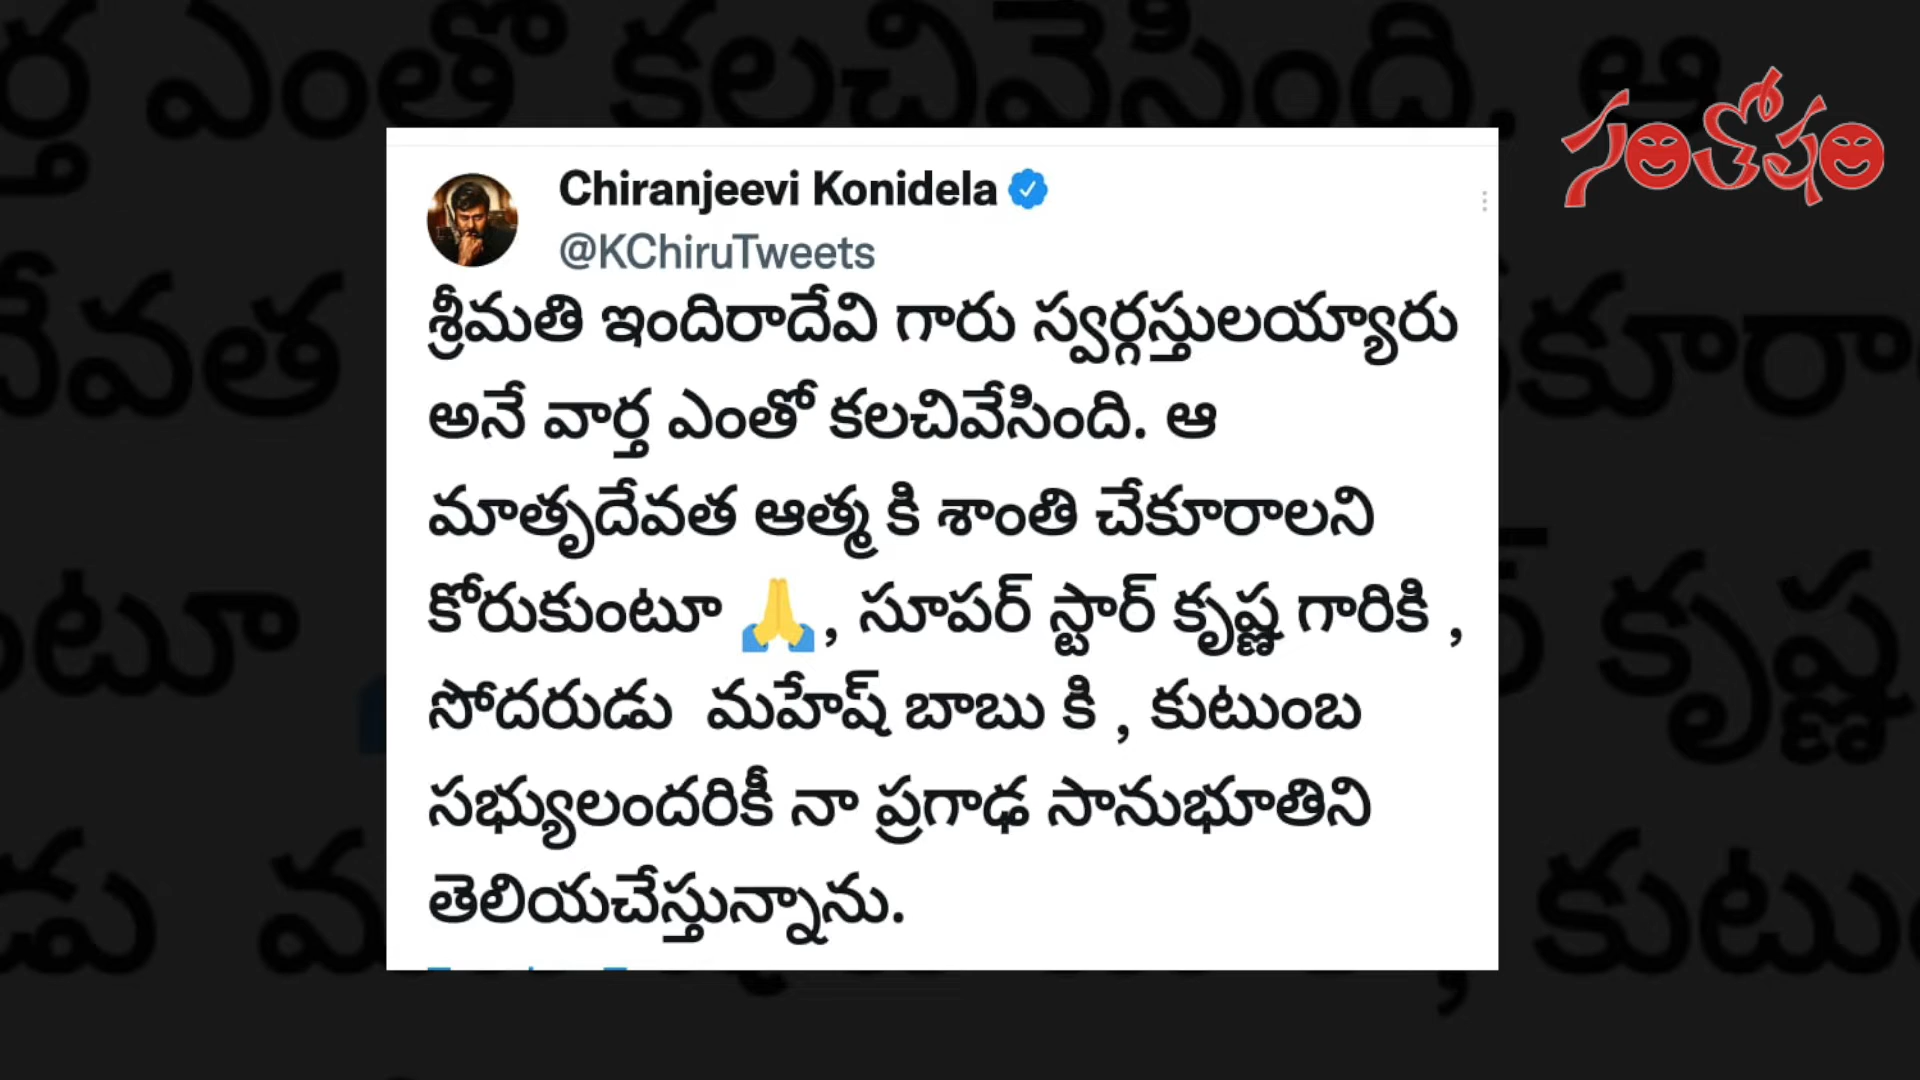 సంతోషం
Chiranjeevi Konidela
@KChiruTweets
శ్రీమతి ఇందిరాదేవి గారు స్వర్గస్తులయ్యారు
అనే వార్త ఎంతో కలచివేసింది. ఆ
మాతృదేవత ఆత్మ కి శాంతి చేకూరాలని
కోరుకుంటూ 🙏, సూపర్ స్టార్ కృష్ణ గారికి ,
సోదరుడు  మహేష్ బాబు కి , కుటుంబ
సభ్యులందరికీ నా ప్రగాఢ సానుభూతిని
తెలియచేస్తున్నాను.